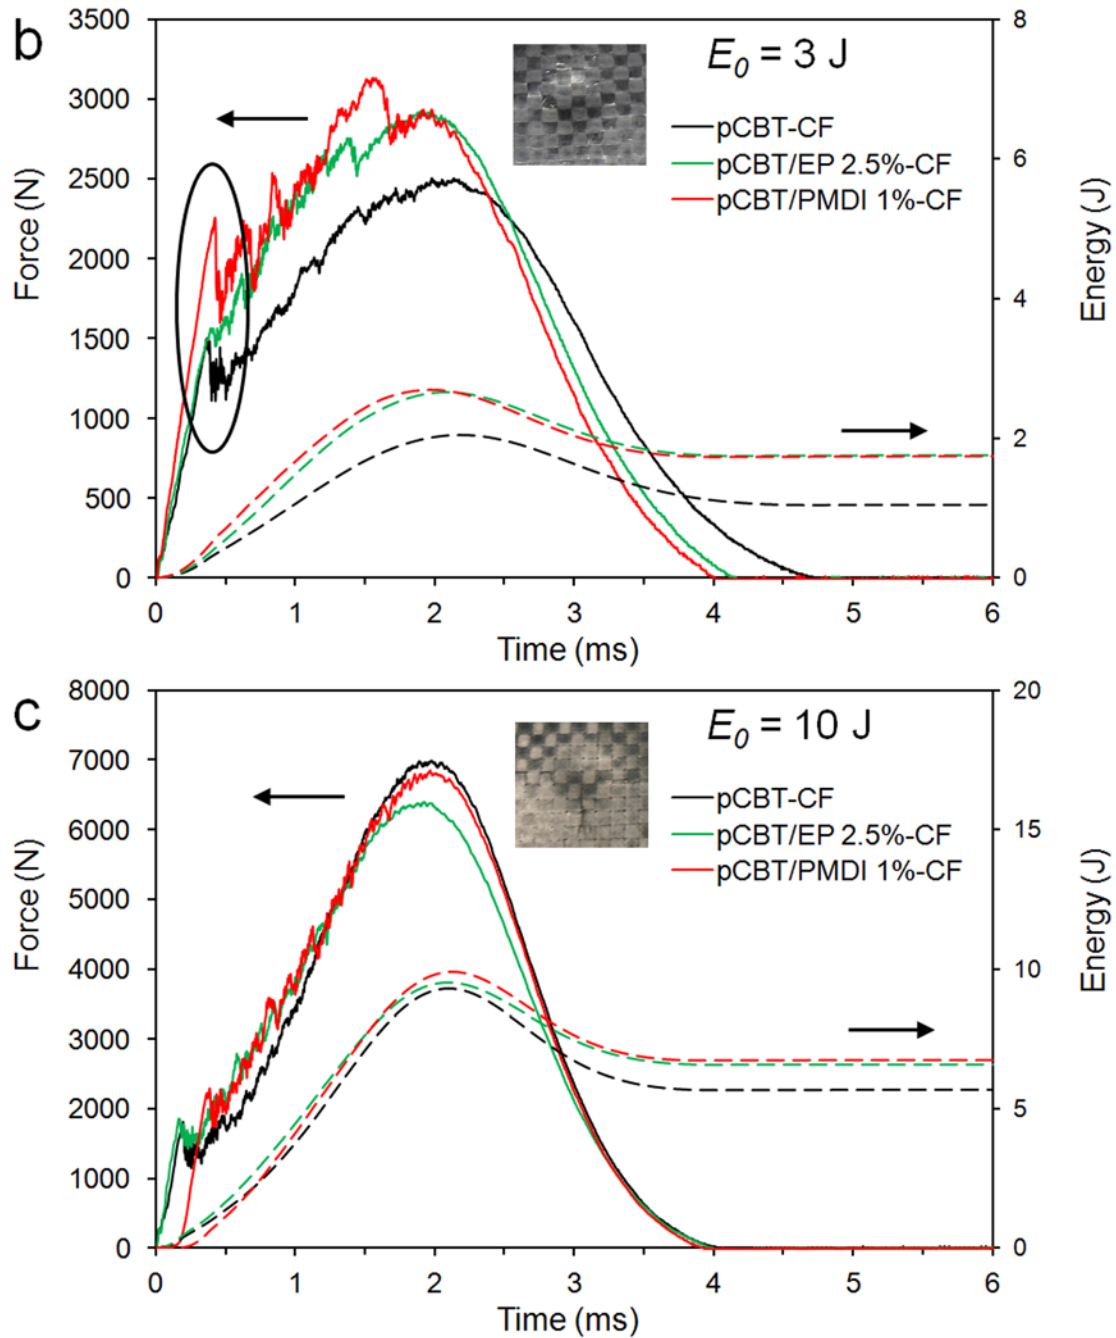 b
E0 = 3 J
pCBT-CF
pCBT/EP 2.5%-CF
pCBT/PMDI 1%-CF
Force (N)
3500
3000
2500
2000
1500
1000
500
0
Energy (J)
8
6
4
2
0
0 1 2 3 4 5 6
Time (ms)
c
E0 = 10 J
pCBT-CF
pCBT/EP 2.5%-CF
pCBT/PMDI 1%-CF
Force (N)
8000
7000
6000
5000
4000
3000
2000
1000
0
Energy (J)
20
15
10
5
0
0 1 2 3 4 5 6
Time (ms)